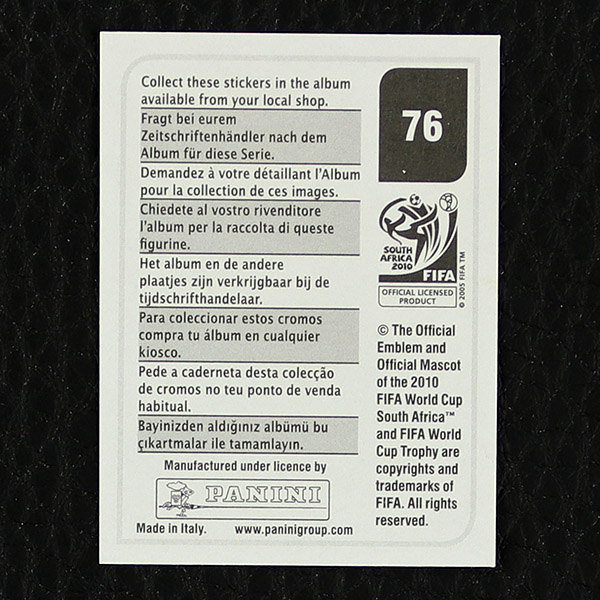 Collect these stickers in the album
available from your local shop.
Fragt bei eurem
Zeitschriftenhändler nach dem
Album für diese Serie.
Demandez à votre détaillant l'Album
pour la collection de ces images.
Chiedete al vostro rivenditore
l'album per la raccolta di queste
figurine.
Het album en de andere
plaatjes zijn verkrijgbaar bij de
tijdschrifthandelaar.
Para coleccionar estos cromos
compra tu álbum en cualquier
kiosco.
Pede a caderneta desta colecção
de cromos no teu ponto de venda
habitual.
Bayinizden aldığınız albümü bu
çıkartmalar ile tamamlayın.
Manufactured under licence by
PANINI
Made in Italy. www.paninigroup.com
76
SOUTH
AFRICA
2010
FIFA
OFFICIAL LICENSED
PRODUCT
© 2005 FIFA TM
© The Official
Emblem and
Official Mascot
of the 2010
FIFA World Cup
South Africa™
and FIFA World
Cup Trophy are
copyrights and
trademarks of
FIFA. All rights
reserved.